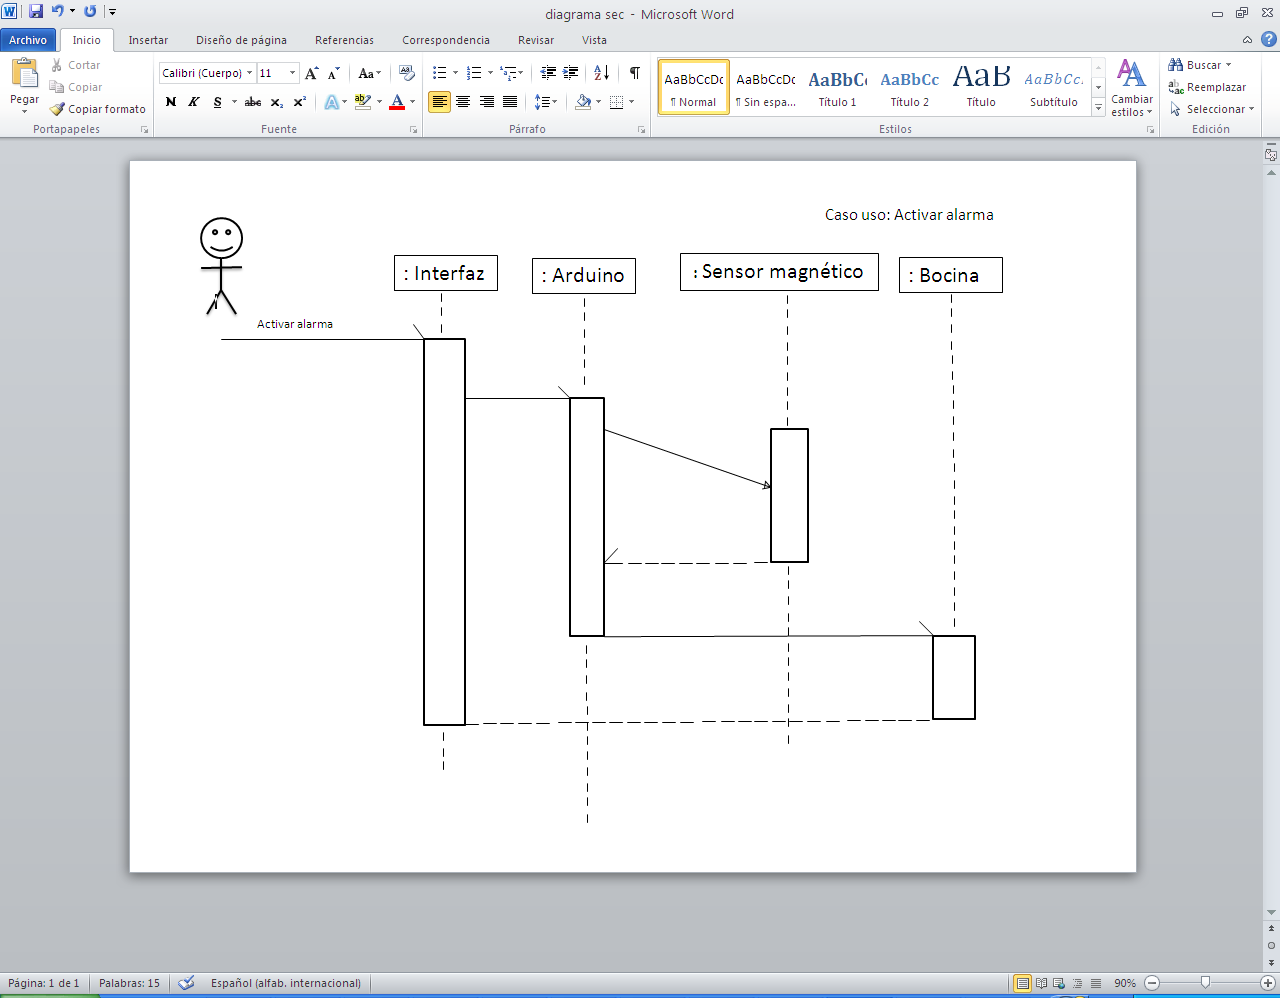 diagrama sec - Microsoft Word
Archivo Inicio Insertar Diseño de página Referencias Correspondencia Revisar Vista
Pegar
Cortar
Copiar
Copiar formato
Portapapeles
Calibri (Cuerpo) 11
N K S abc x₂ x²
Fuente
Párrafo
AaBbCcDc AaBbCcDc AaBbC AaBbCc AaB AaBbCc.
¶ Normal ¶ Sin espa... Título 1 Título 2 Título Subtítulo
Estilos
Cambiar
estilos
Buscar
Reemplazar
Seleccionar
Edición
Caso uso: Activar alarma
: Interfaz
: Arduino
: Sensor magnético
: Bocina
Activar alarma
Página: 1 de 1 Palabras: 15 Español (alfab. internacional) 90%